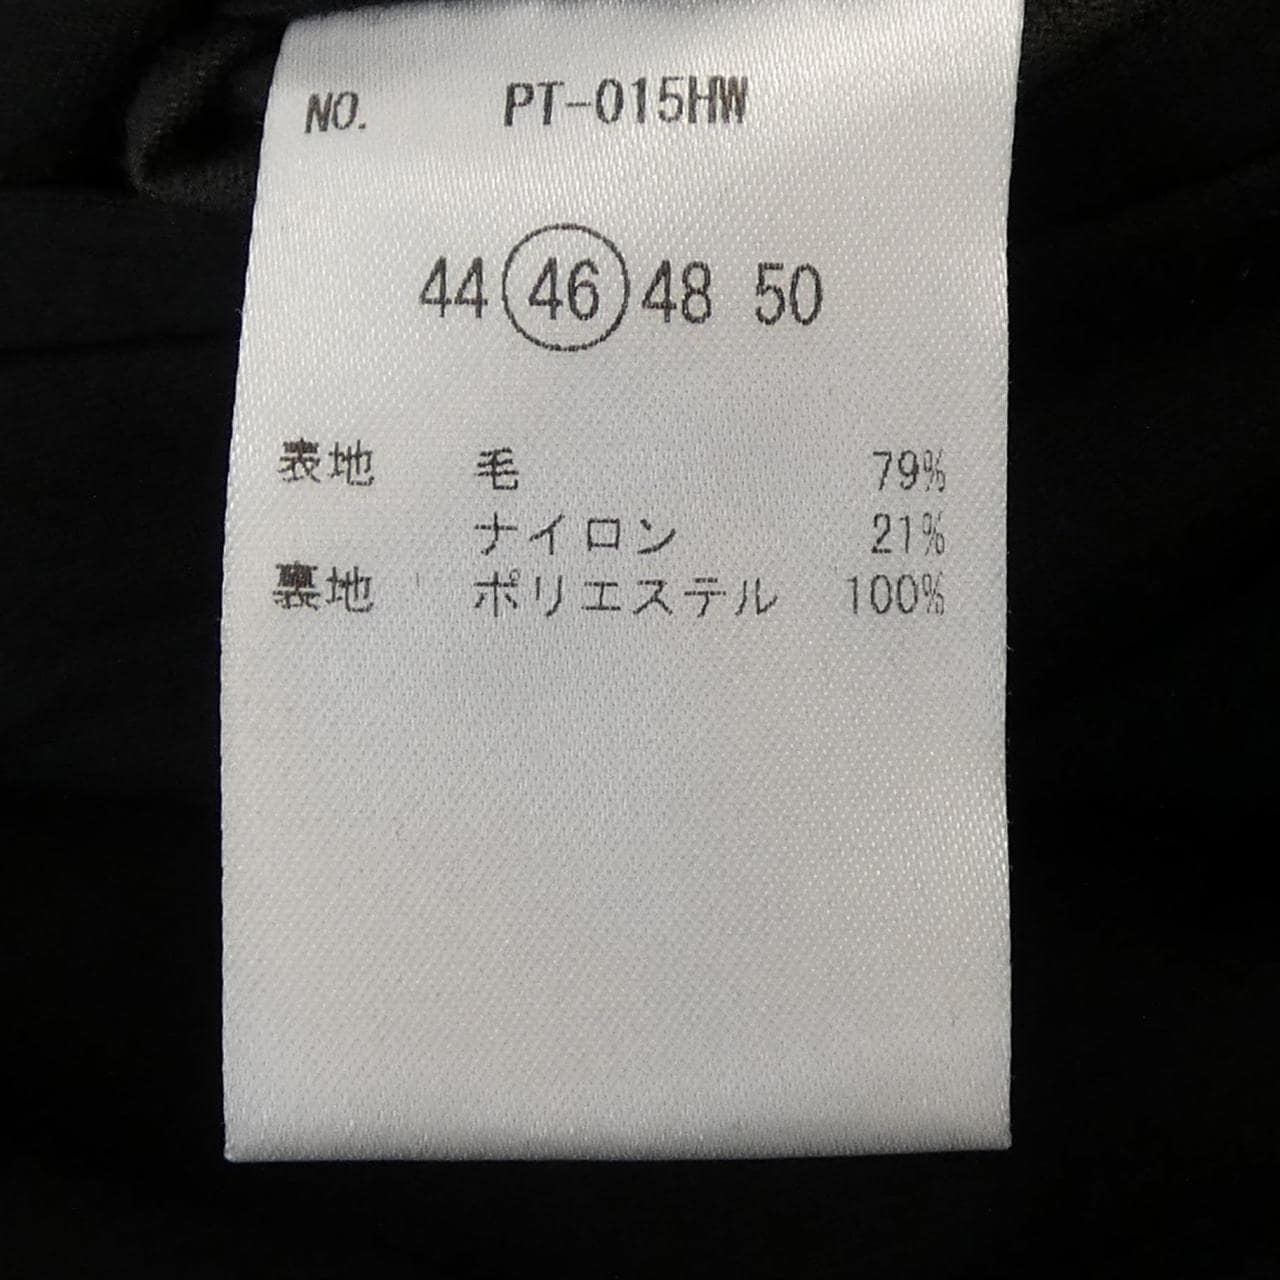 NO. PT-015HW
44 46 48 50
表地 毛 79%
ナイロン 21%
裏地 ポリエステル 100%